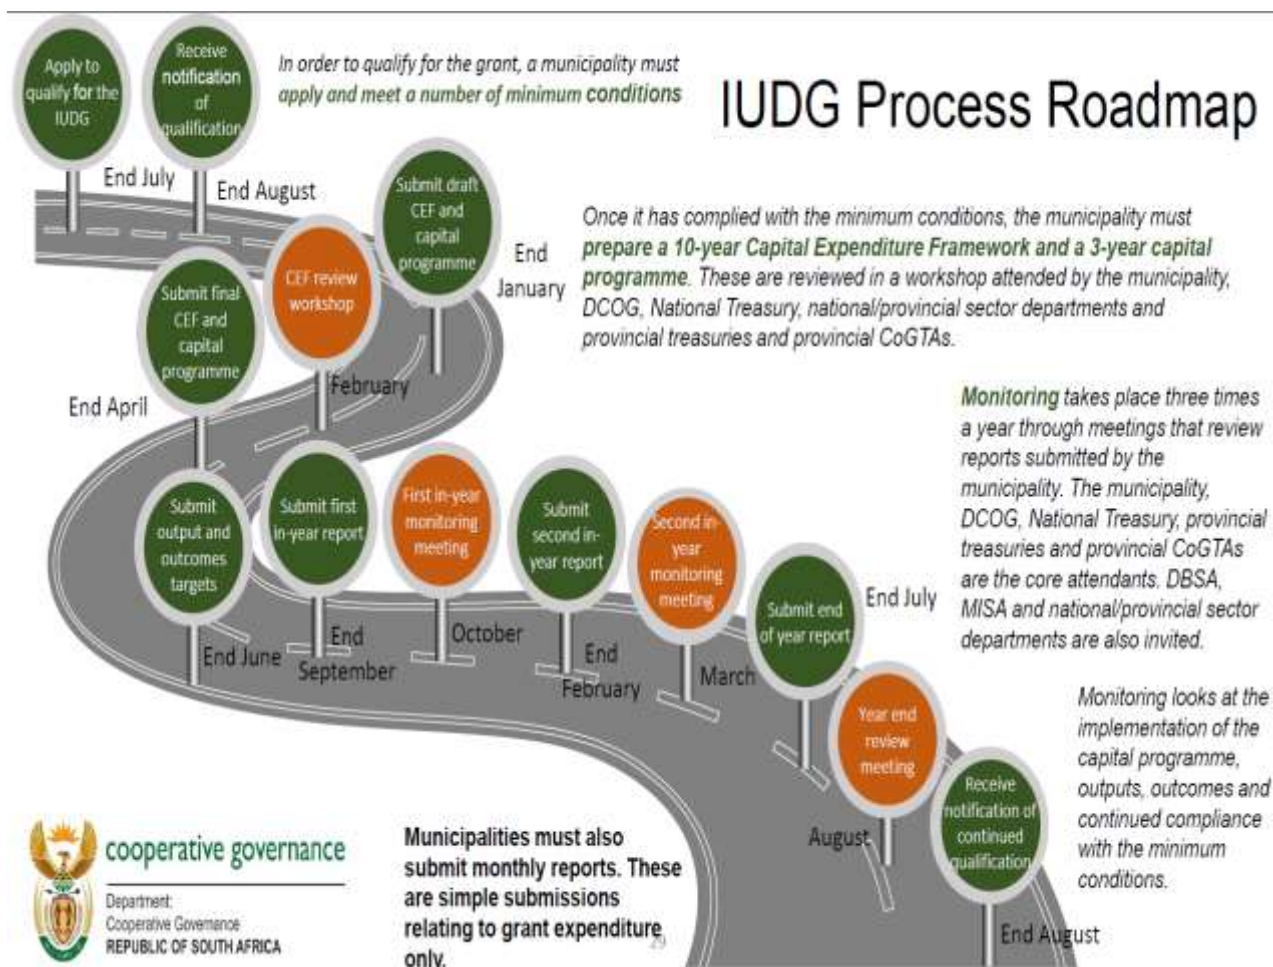 IUDG Process Roadmap
Apply to
qualify for the
IUDG
End July
Receive
notification
of
qualification
End August
In order to qualify for the grant, a municipality must
apply and meet a number of minimum conditions
Submit draft
CEF and
capital
programme
End
January
Once it has complied with the minimum conditions, the municipality must
prepare a 10-year Capital Expenditure Framework and a 3-year capital
programme. These are reviewed in a workshop attended by the municipality,
DCOG, National Treasury, national/provincial sector departments and
provincial treasuries and provincial CoGTAs.
CEF review
workshop
February
Submit final
CEF and
capital
programme
End April
Submit
output and
outcomes
targets
End June
Submit first
in-year report
End
September
First in-year
monitoring
meeting
October
Submit
second in-
year report
End
February
Second in-
year
monitoring
meeting
March
Submit end
of year report
End July
Year end
review
meeting
August
Receive
notification of
continued
qualification
End August
Monitoring takes place three times
a year through meetings that review
reports submitted by the
municipality. The municipality,
DCOG, National Treasury, provincial
treasuries and provincial CoGTAs
are the core attendants. DBSA,
MISA and national/provincial sector
departments are also invited.
Monitoring looks at the
implementation of the
capital programme,
outputs, outcomes and
continued compliance
with the minimum
conditions.
cooperative governance
Department:
Cooperative Governance
REPUBLIC OF SOUTH AFRICA
Municipalities must also
submit monthly reports. These
are simple submissions
relating to grant expenditure
only.
29